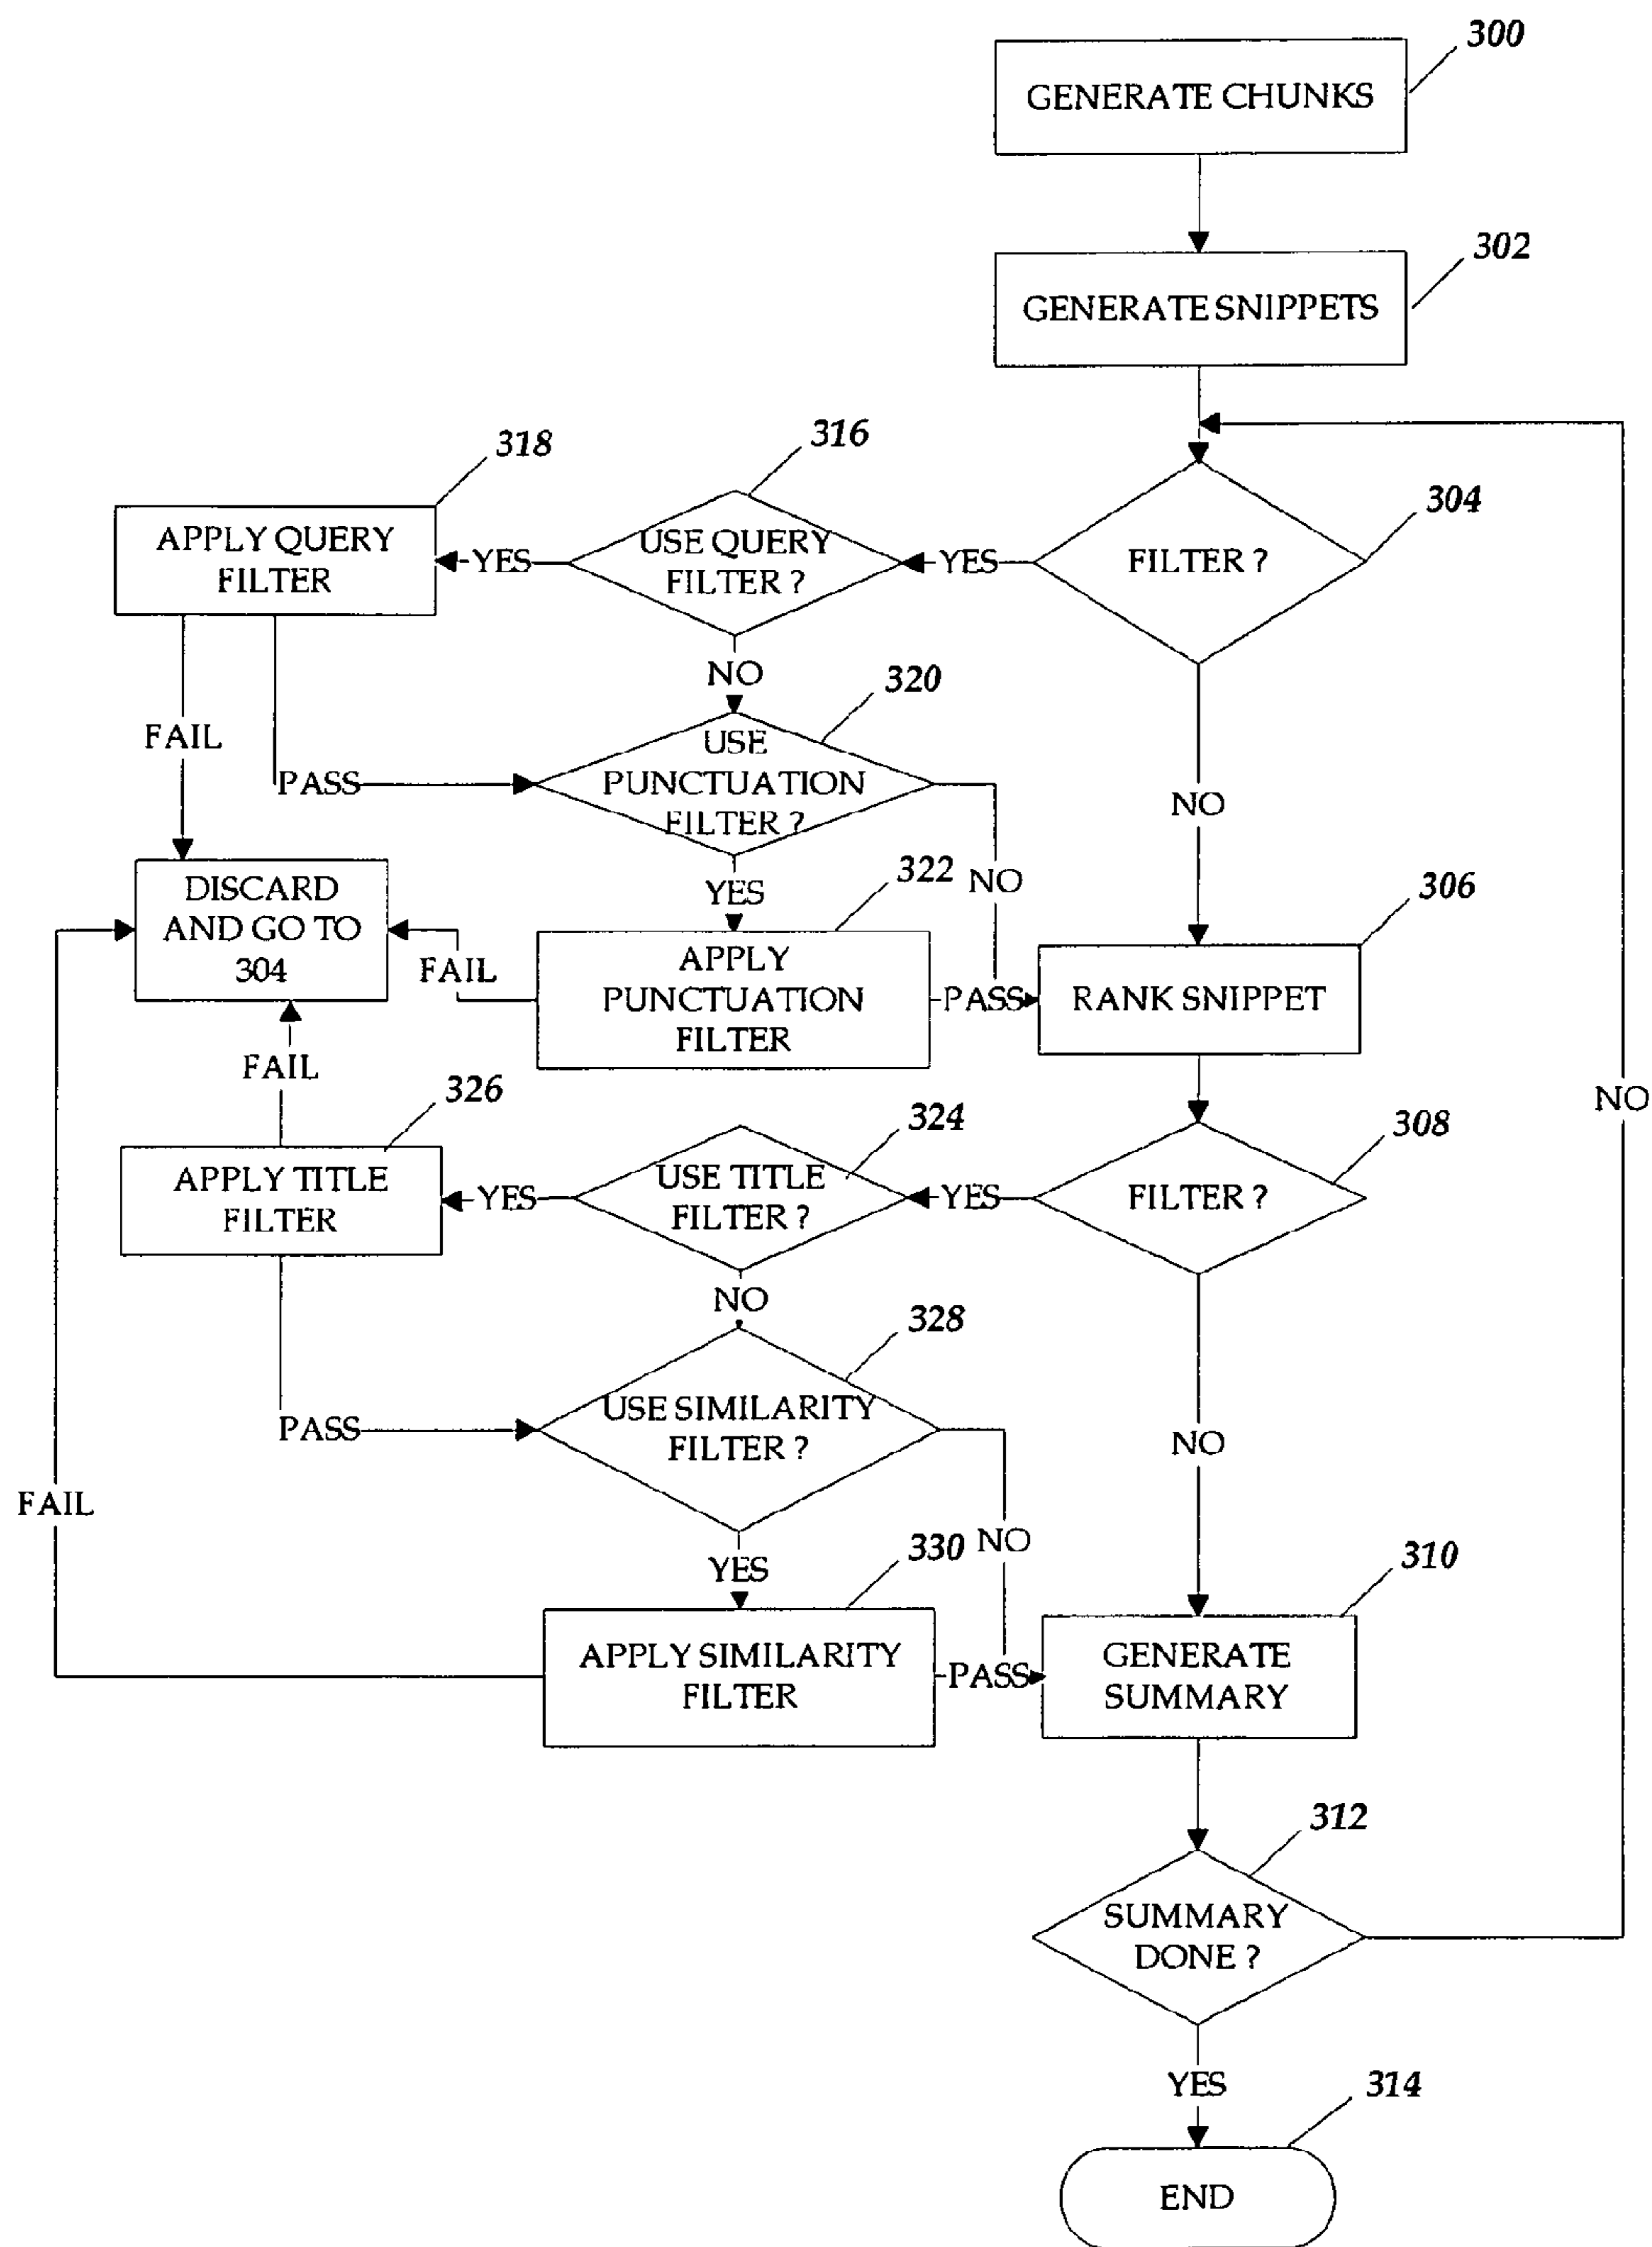 300
GENERATE CHUNKS
302
GENERATE SNIPPETS
316
318
304
APPLY QUERY
FILTER
YES
USE QUERY
FILTER ?
YES
FILTER ?
NO
320
FAIL
PASS
USE
PUNCTUATION
FILTER ?
NO
NO
YES
322
306
DISCARD
AND GO TO
304
FAIL
APPLY
PUNCTUATION
FILTER
PASS
RANK SNIPPET
FAIL
326
324
308
NO
APPLY TITLE
FILTER
YES
USE TITLE
FILTER ?
YES
FILTER ?
NO
328
PASS
USE SIMILARITY
FILTER ?
NO
FAIL
NO
YES
330
310
APPLY SIMILARITY
FILTER
PASS
GENERATE
SUMMARY
312
SUMMARY
DONE ?
YES
314
END